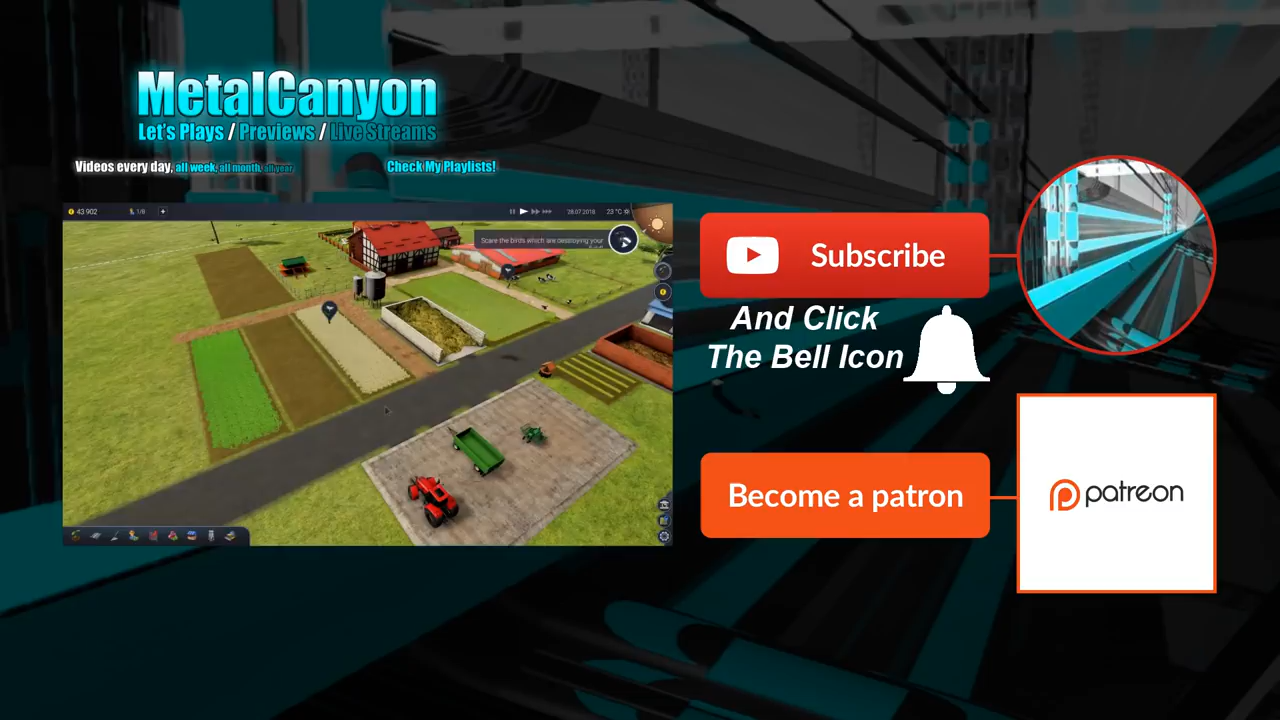 MetalCanyon
Let's Plays / Previews / Live Streams
Videos every day, all week, all month, all year
Check My Playlists!
43 902
1/8
28.07.2018
23 °C
Scare the birds which are destroying your
Subscribe
And Click
The Bell Icon
Become a patron
patreon